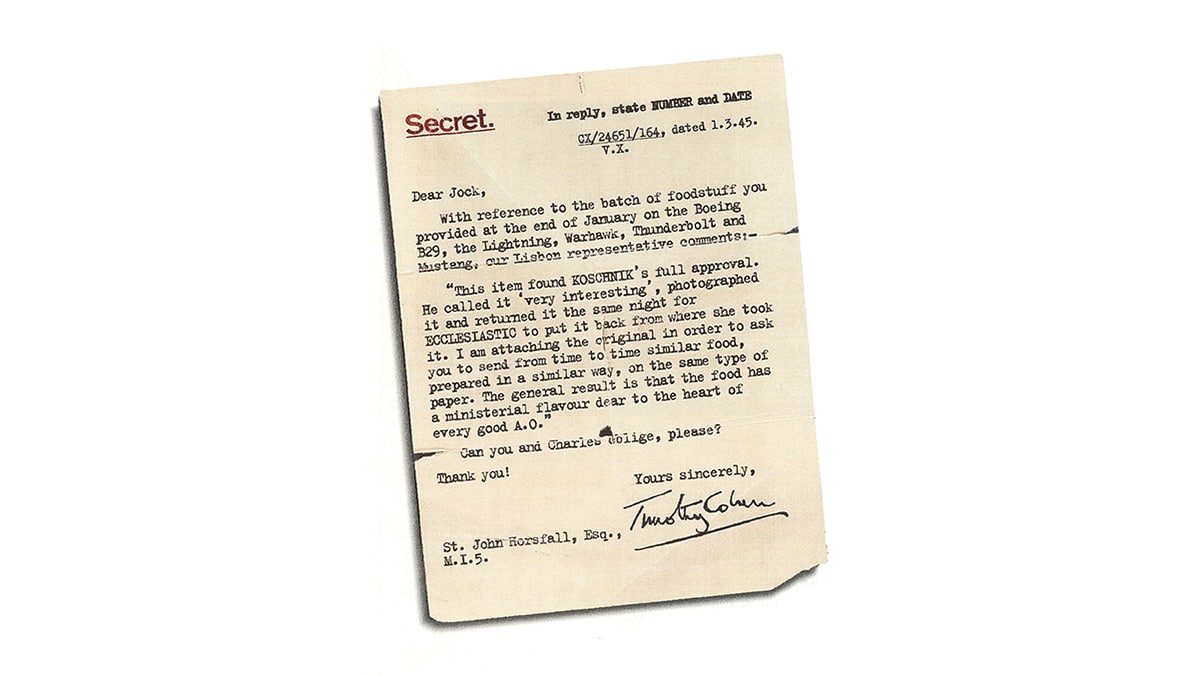 Secret.
In reply, state NUMBER and DATE
CX/24651/164, dated 1.3.45.
V.X.
Dear Jock,
With reference to the batch of foodstuff you
provided at the end of January on the Boeing
B29, the Lightning, Warhawk, Thunderbolt and
Mustang, our Lisbon representative comments:-
"This item found KOSCHNIK's full approval.
He called it 'very interesting', photographed
it and returned it the same night for
ECCLESIASTIC to put it back from where she took
it. I am attaching the original in order to ask
you to send from time to time similar food,
prepared in a similar way, on the same type of
paper. The general result is that the food has
a ministerial flavour dear to the heart of
every good A.O."
Can you and Charles oblige, please?
Thank you!
Yours sincerely,
Timothy Cohen
St. John Horsfall, Esq.,
M.I.5.